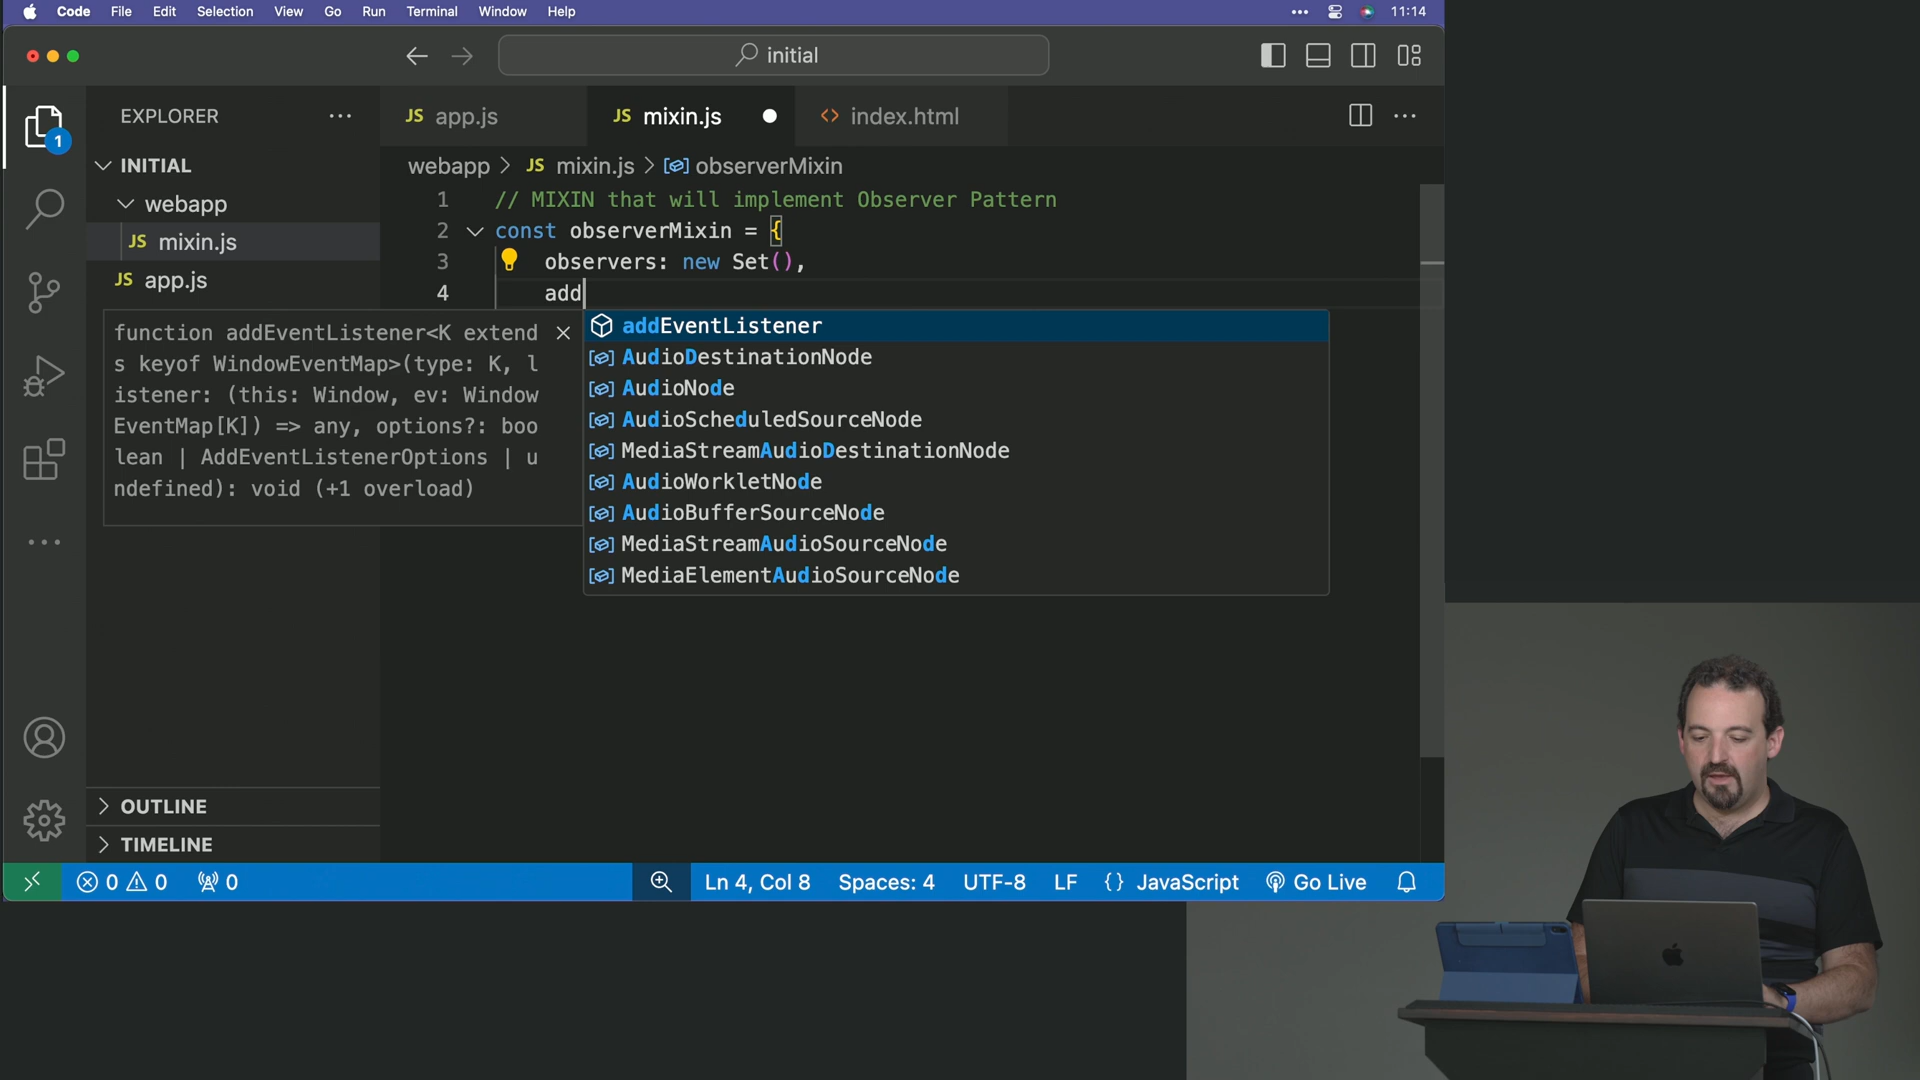 Code File Edit Selection View Go Run Terminal Window Help 11:14
initial
EXPLORER
JS app.js
JS mixin.js
<> index.html
1
INITIAL
webapp > JS mixin.js > observerMixin
webapp
JS mixin.js
JS app.js
1 // MIXIN that will implement Observer Pattern
2 const observerMixin = {
3 observers: new Set(),
4 add
function addEventListener<K extend
s keyof WindowEventMap>(type: K, l
istener: (this: Window, ev: Window
EventMap[K]) => any, options?: boo
lean | AddEventListenerOptions | u
ndefined): void (+1 overload)
addEventListener
AudioDestinationNode
AudioNode
AudioScheduledSourceNode
MediaStreamAudioDestinationNode
AudioWorkletNode
AudioBufferSourceNode
MediaStreamAudioSourceNode
MediaElementAudioSourceNode
OUTLINE
TIMELINE
0 0 0 Ln 4, Col 8 Spaces: 4 UTF-8 LF {} JavaScript Go Live